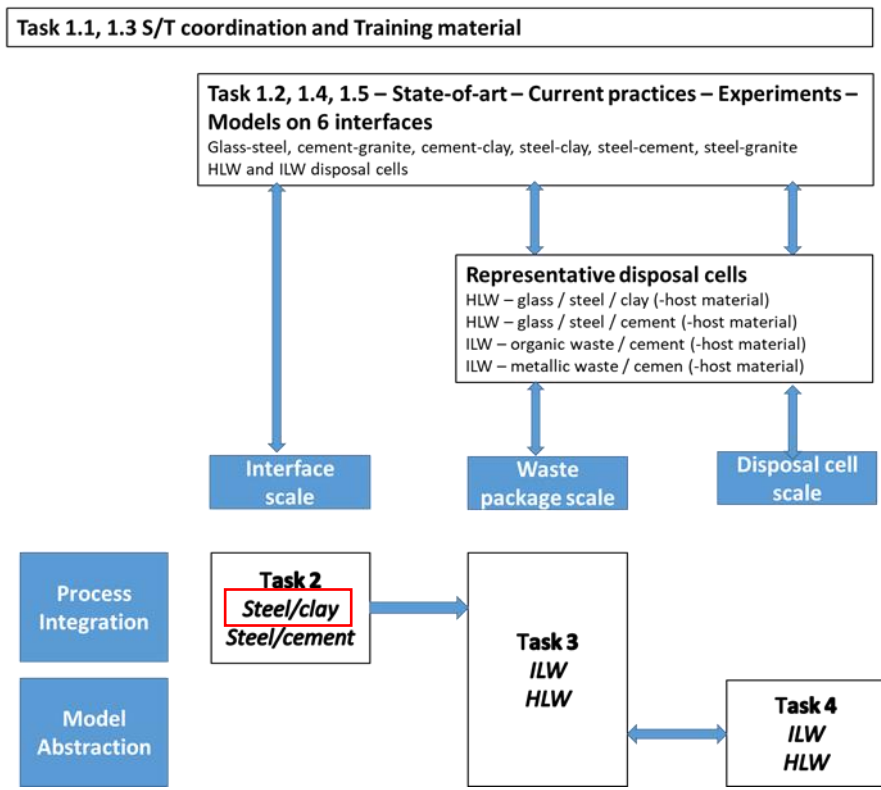 Task 1.1, 1.3 S/T coordination and Training material
Task 1.2, 1.4, 1.5 – State-of-art – Current practices – Experiments –
Models on 6 interfaces
Glass-steel, cement-granite, cement-clay, steel-clay, steel-cement, steel-granite
HLW and ILW disposal cells
Representative disposal cells
HLW – glass / steel / clay (-host material)
HLW – glass / steel / cement (-host material)
ILW – organic waste / cement (-host material)
ILW – metallic waste / cemen (-host material)
Interface
scale
Waste
package scale
Disposal cell
scale
Process
Integration
Task 2
Steel/clay
Steel/cement
Task 3
ILW
HLW
Model
Abstraction
Task 4
ILW
HLW